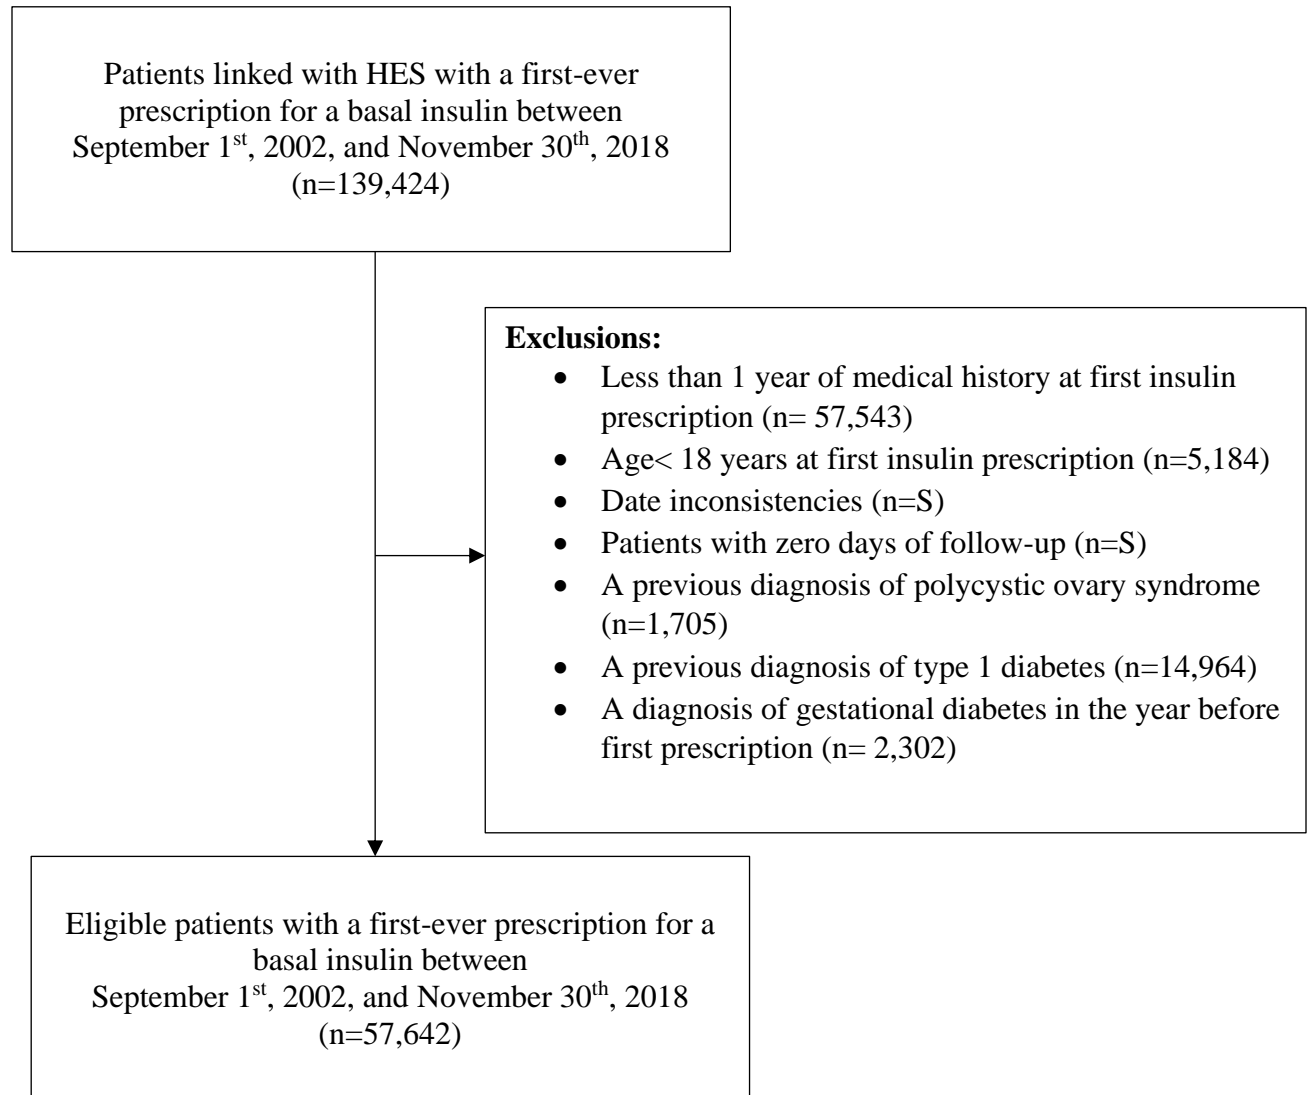 Patients linked with HES with a first-ever
prescription for a basal insulin between
September 1st, 2002, and November 30th, 2018
(n=139,424)
Exclusions:
• Less than 1 year of medical history at first insulin
prescription (n= 57,543)
• Age< 18 years at first insulin prescription (n=5,184)
• Date inconsistencies (n=S)
• Patients with zero days of follow-up (n=S)
• A previous diagnosis of polycystic ovary syndrome
(n=1,705)
• A previous diagnosis of type 1 diabetes (n=14,964)
• A diagnosis of gestational diabetes in the year before
first prescription (n= 2,302)
Eligible patients with a first-ever prescription for a
basal insulin between
September 1st, 2002, and November 30th, 2018
(n=57,642)